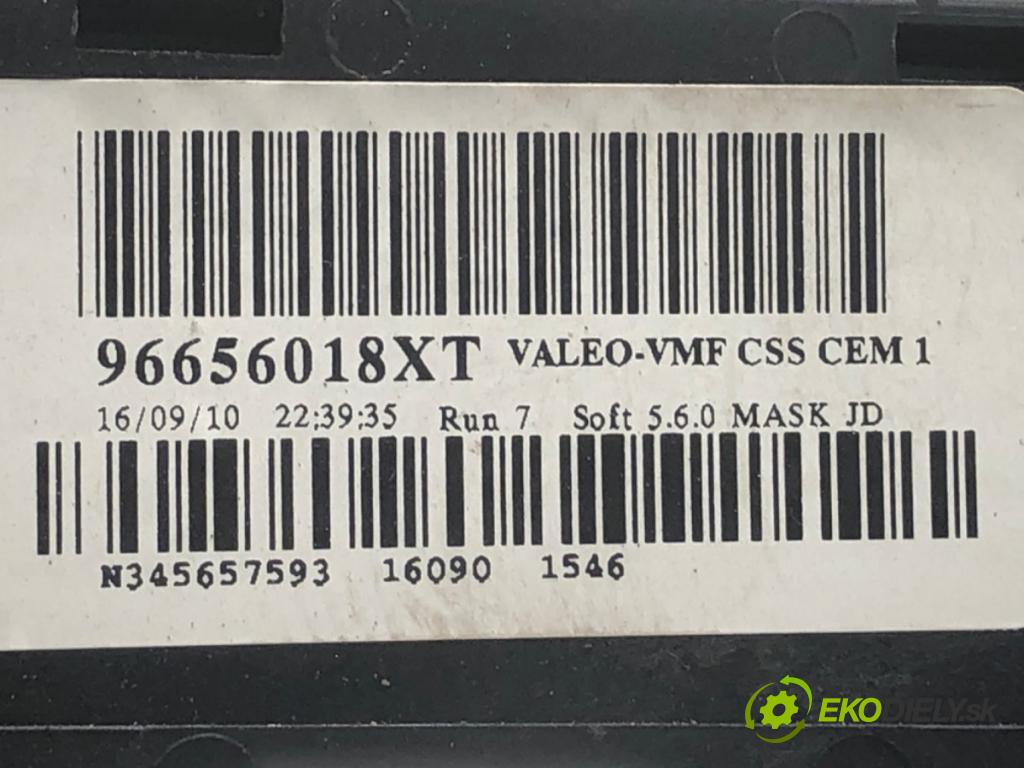 96656018XT VALEO-VMF CSS CEM 1
16/09/10 22:39:35 Run 7 Soft 5.6.0 MASK JD
N345657593 16090 1546
EKODIELY.sk